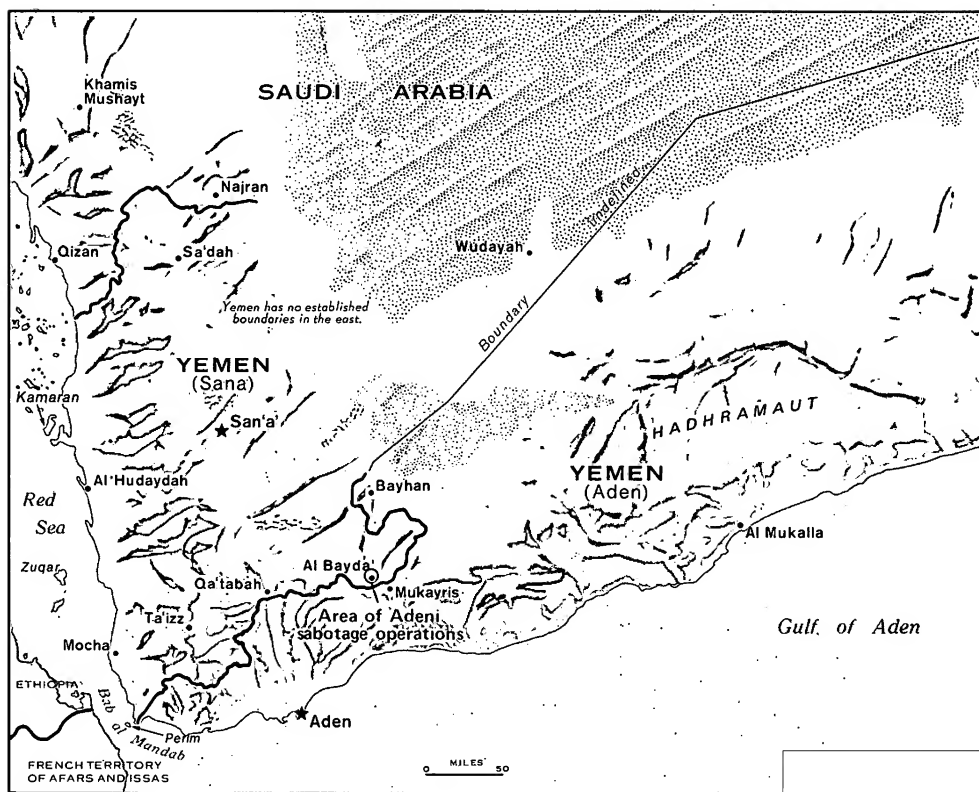 Khamis
Mushayt
SAUDI ARABIA
Najran
Undefined
Qizan
Sa'dah
Wudayah
Yemen has no established
boundaries in the east.
Boundary
YEMEN
(Sana)
Kamaran
San'a'
HADHRAMAUT
YEMEN
(Aden)
Al Hudaydah
Bayhan
Red
Sea
Al Mukalla
Zuqar
Al Bayda'
Qa'tabah
Mukayris
Area of Adeni
sabotage operations
Ta'izz
Mocha
Gulf of Aden
ETHIOPIA
Bab al Mandab
Perim
Aden
FRENCH TERRITORY
OF AFARS AND ISSAS
MILES
0 50